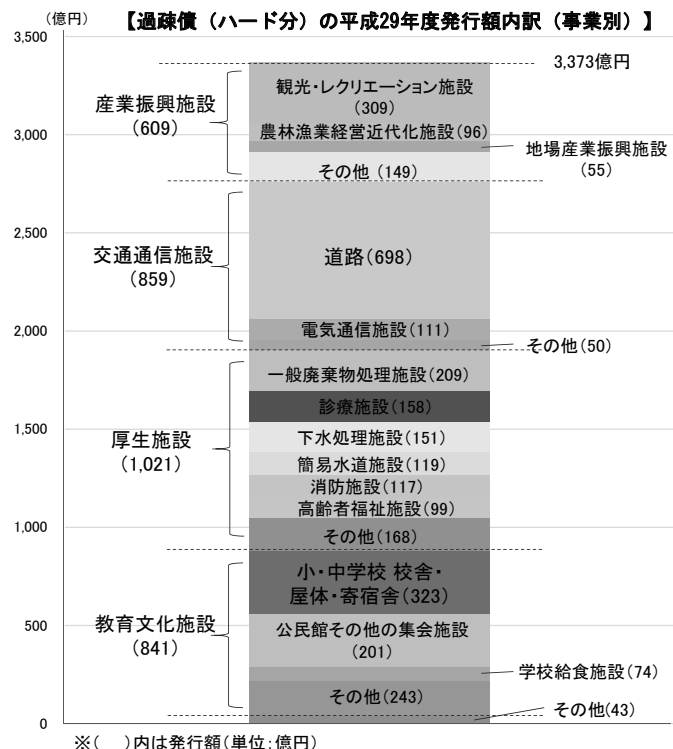 (億円)
【過疎債（ハード分）の平成29年度発行額内訳（事業別）】
3,500
3,000
2,500
2,000
1,500
1,000
500
0
3,373億円
産業振興施設
(609)
観光・レクリエーション施設
(309)
農林漁業経営近代化施設(96)
地場産業振興施設
(55)
その他 (149)
交通通信施設
(859)
道路(698)
電気通信施設(111)
その他(50)
厚生施設
(1,021)
一般廃棄物処理施設(209)
診療施設(158)
下水処理施設(151)
簡易水道施設(119)
消防施設(117)
高齢者福祉施設(99)
その他(168)
教育文化施設
(841)
小・中学校 校舎・
屋体・寄宿舎(323)
公民館その他の集会施設
(201)
学校給食施設(74)
その他(243)
その他(43)
※(　)内は発行額(単位:億円)